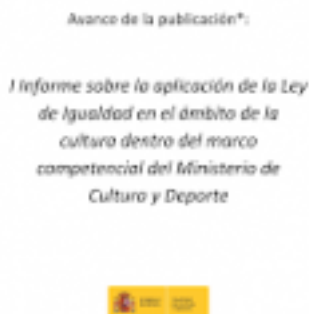 Avance de la publicación*:
I Informe sobre la aplicación de la Ley
de Igualdad en el ámbito de la
cultura dentro del marco
competencial del Ministerio de
Cultura y Deporte